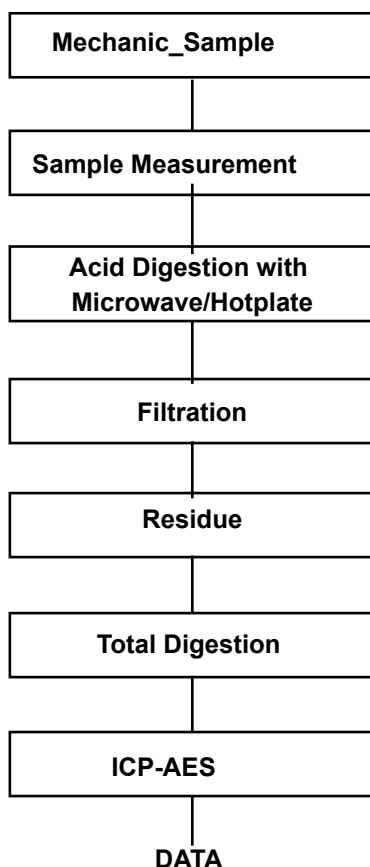 Mechanic_Sample
Sample Measurement
Acid Digestion with
Microwave/Hotplate
Filtration
Residue
Total Digestion
ICP-AES
DATA